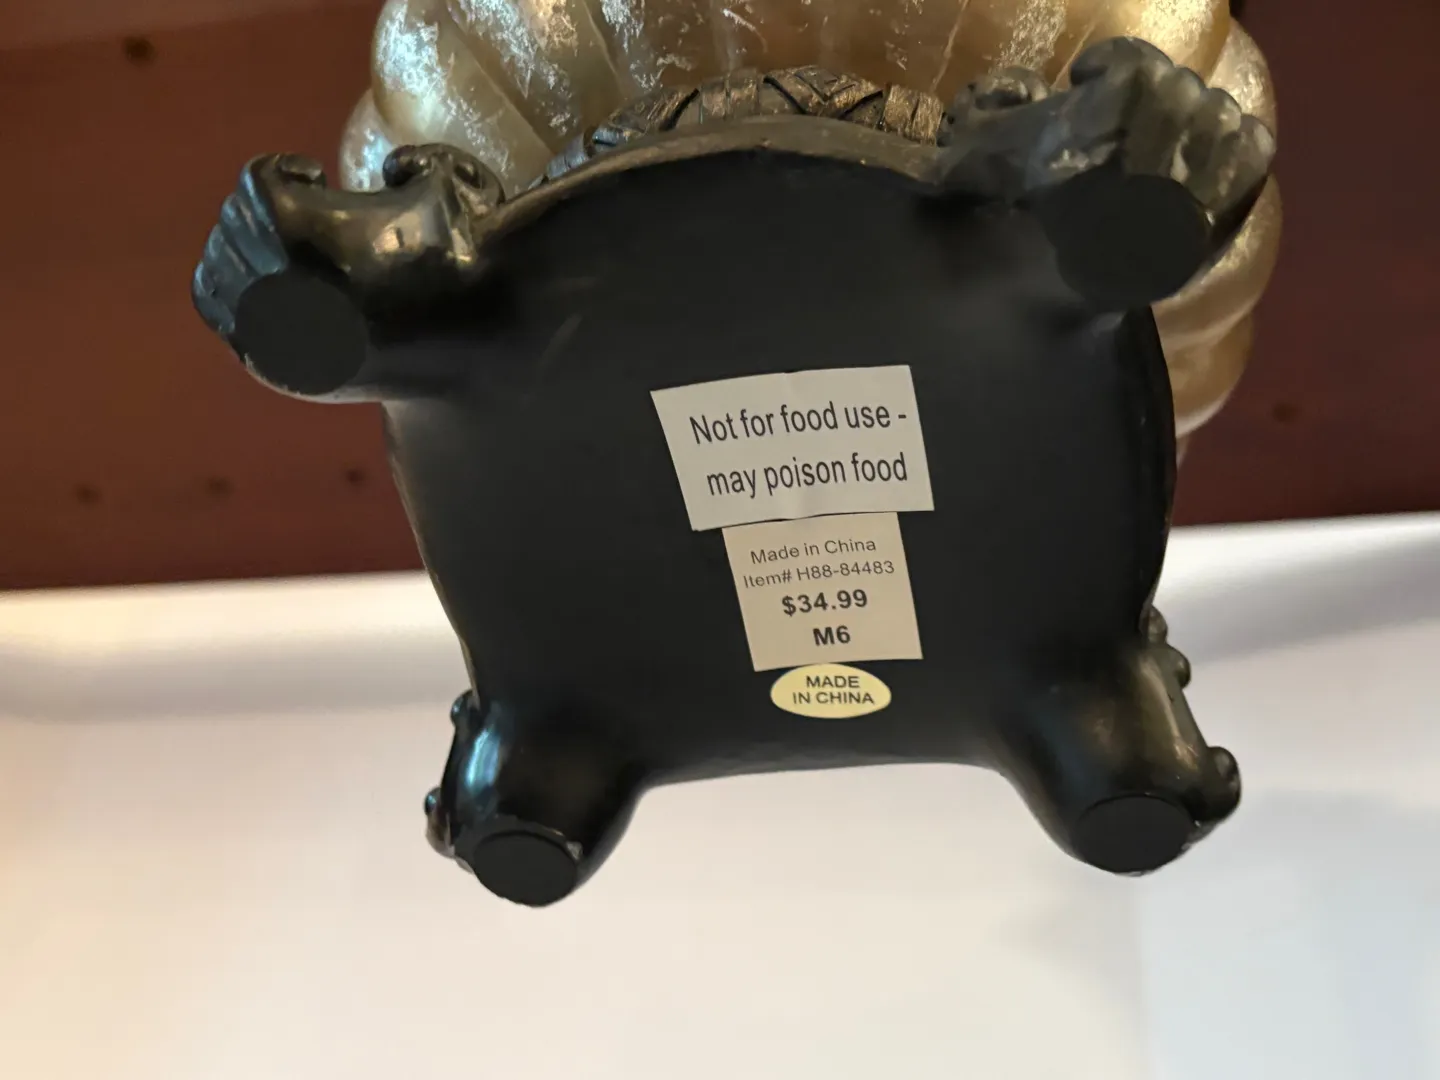 Not for food use -
may poison food
Made in China
Item# H88-84483
$34.99
M6
MADE
IN CHINA